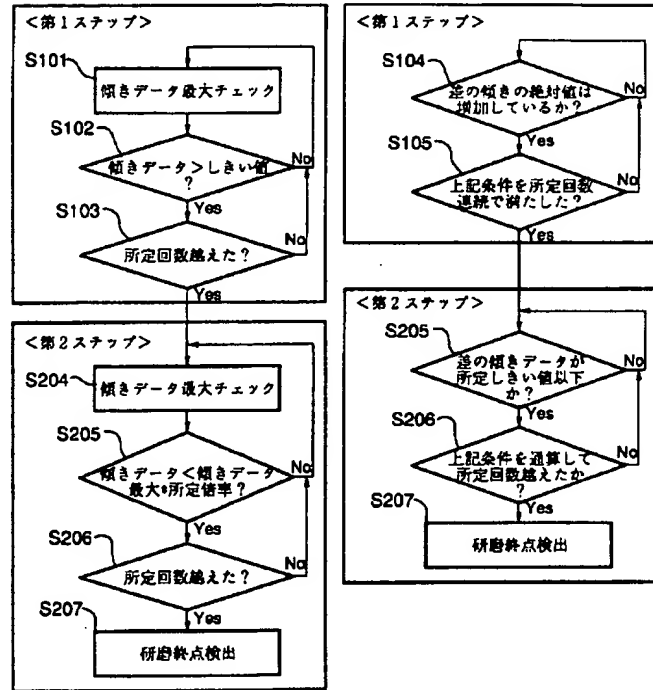 <第1ステップ>
S101
傾きデータ最大チェック
S102
傾きデータ>しきい値
?
No
Yes
S103
所定回数越えた?
No
Yes
<第2ステップ>
S204
傾きデータ最大チェック
S205
傾きデータ<傾きデータ
最大*所定倍率?
No
Yes
S206
所定回数越えた?
No
Yes
S207
研磨終点検出
<第1ステップ>
S104
差の傾きの絶対値は
増加しているか?
No
Yes
S105
上記条件を所定回数
連続で満たした?
No
Yes
<第2ステップ>
S205
差の傾きデータが
所定しきい値以下
か?
No
Yes
S206
上記条件を通算して
所定回数越えたか
?
No
Yes
S207
研磨終点検出